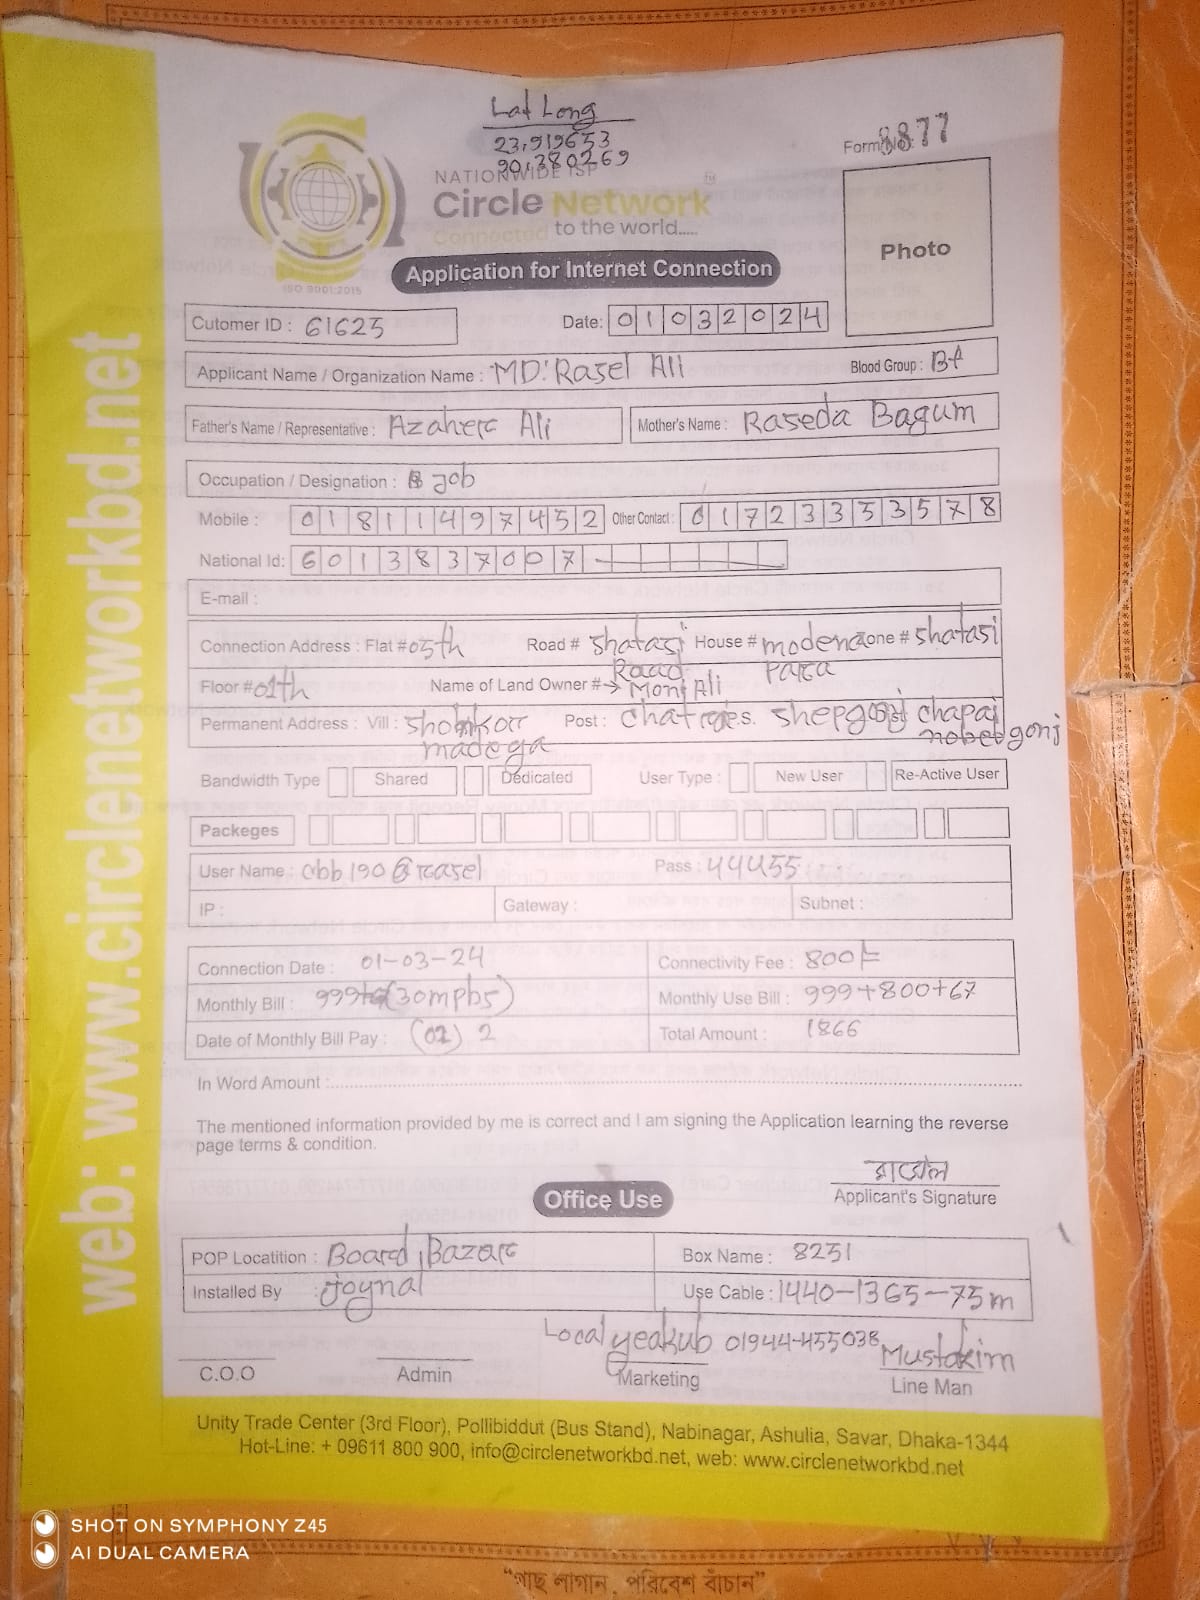 Lat Long
23,919653
90,380269
Form 8877
NATIONWIDE ISP
Circle Network
Connected to the world.....
ISO 9001:2015
Photo
Application for Internet Connection
Cutomer ID : 61625
Date: 01032024
Applicant Name / Organization Name : MD. Rasel Ali
Blood Group : B+
Father's Name / Representative : Azaher Ali
Mother's Name : Raseda Bagum
Occupation / Designation : Job
Mobile : 01811497452 Other Contact : 01723353578
National Id: 6013837007
E-mail :
Connection Address : Flat # 05th Road # Shatasi Road House # modena para Zone # Shatasi
Floor # 01th Name of Land Owner # → Moni Ali
Permanent Address : Vill : madega Post :
Bandwidth Type Shared Dedicated User Type : New User Re-Active User
Packeges
User Name : cbb190@rasel Pass : 44455
IP : Gateway : Subnet :
Connection Date : 01-03-24 Connectivity Fee : 800/=
Monthly Bill : 999 (30mpbs) Monthly Use Bill : 999+800+67
Date of Monthly Bill Pay : (02) 2 Total Amount : 1866
In Word Amount :
The mentioned information provided by me is correct and I am signing the Application learning the reverse
page terms & condition.
রাসেল
Applicant's Signature
Office Use
POP Locatition : Board Bazar Box Name : 8251
Installed By : Joynal Use Cable : 1440-1365-75m
Local yeakub 01944-455038 Mustakim
C.O.O Admin Marketing Line Man
Unity Trade Center (3rd Floor), Pollibiddut (Bus Stand), Nabinagar, Ashulia, Savar, Dhaka-1344
Hot-Line: + 09611 800 900, info@circlenetworkbd.net, web: www.circlenetworkbd.net
web: www.circlenetworkbd.net
SHOT ON SYMPHONY Z45
AI DUAL CAMERA
"গাছ লাগান, পরিবেশ বাঁচান"